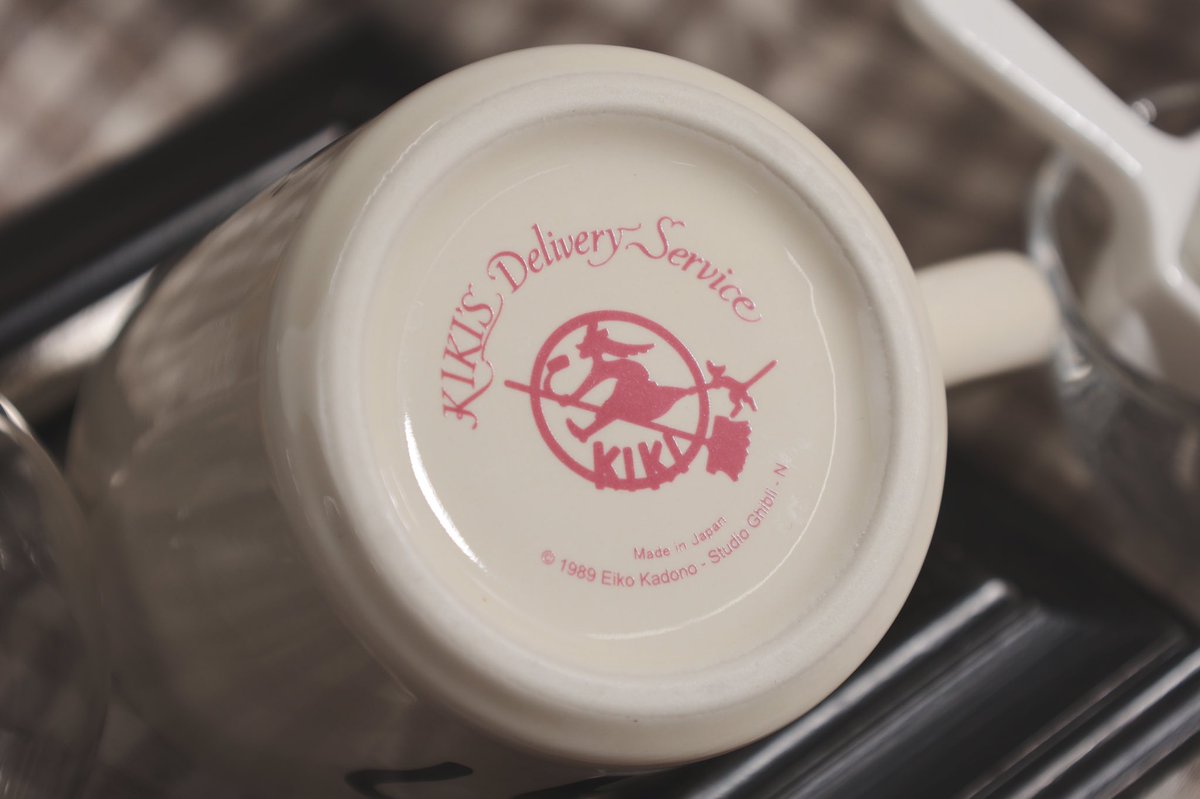 KIKI'S Delivery Service
KIKI
Made in Japan
© 1989 Eiko Kadono - Studio Ghibli - N